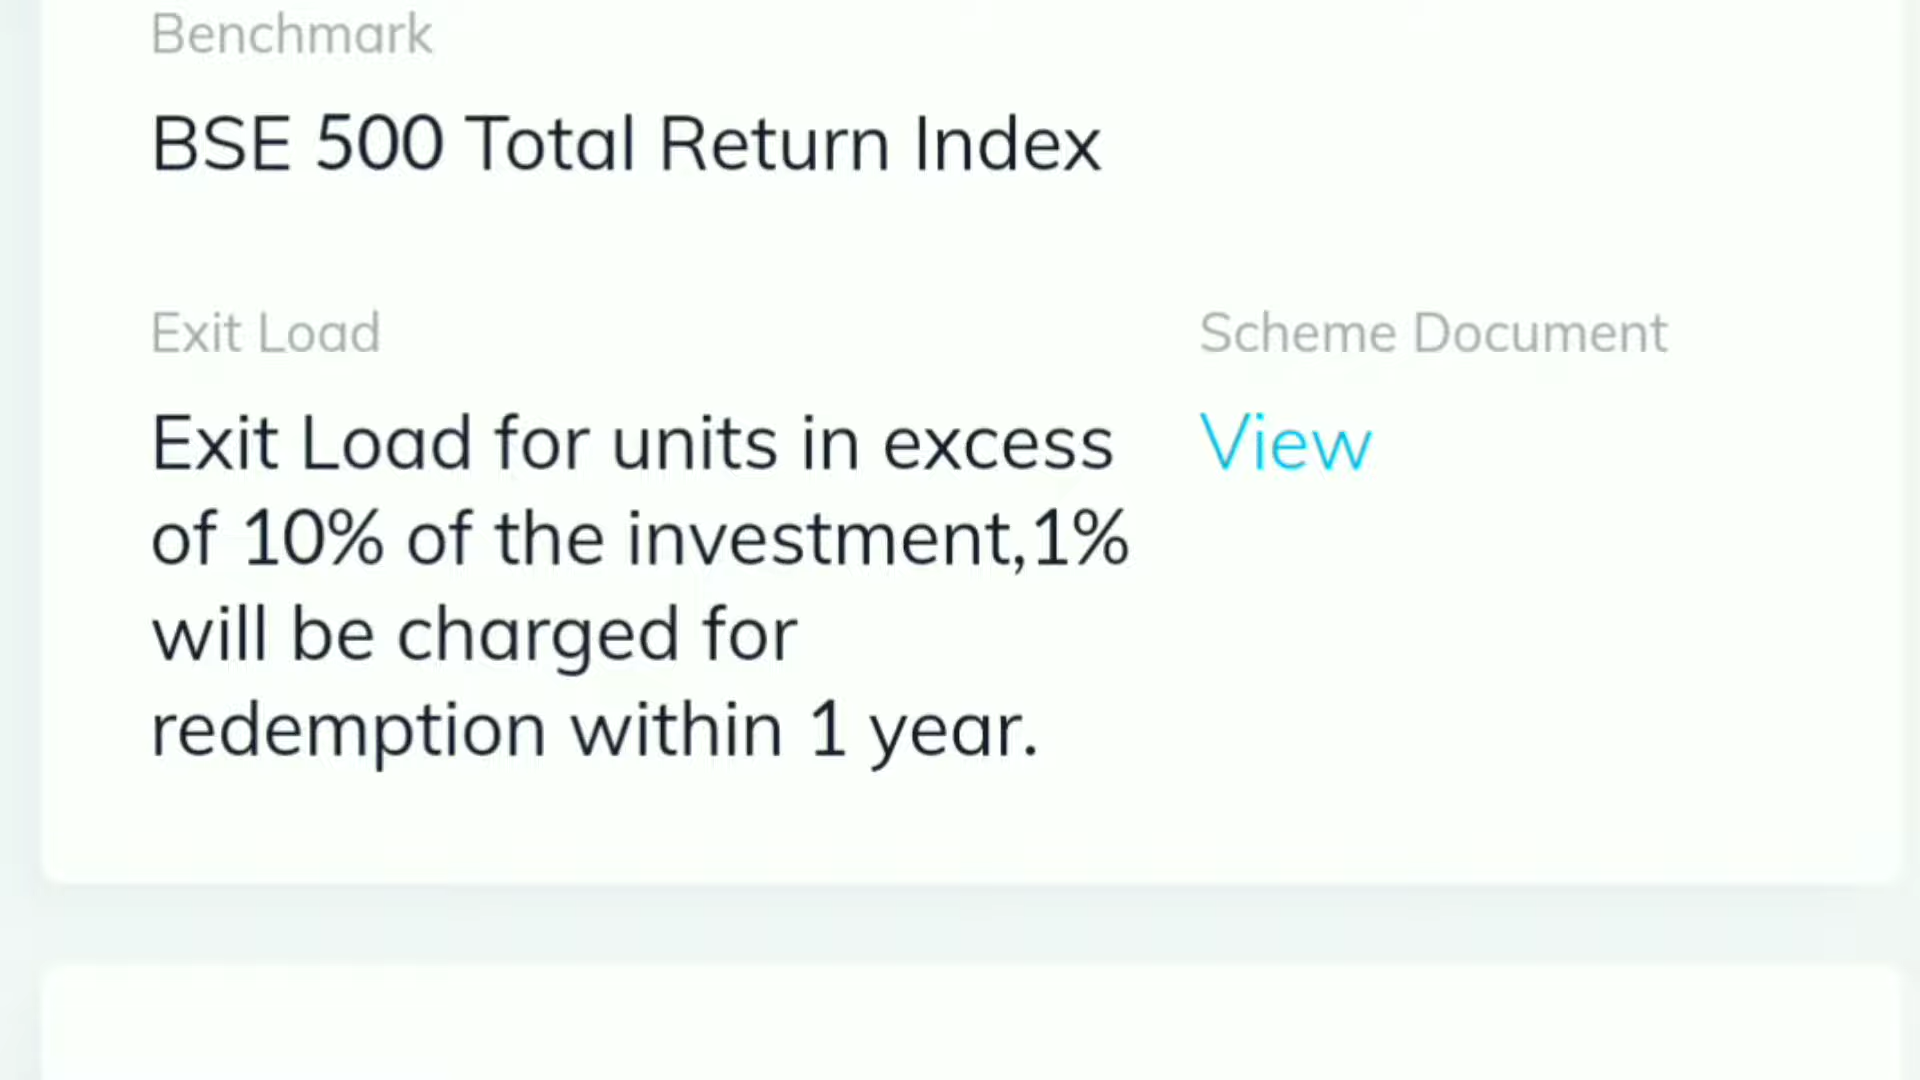 Benchmark
BSE 500 Total Return Index
Exit Load
Exit Load for units in excess
of 10% of the investment,1%
will be charged for
redemption within 1 year.
Scheme Document
View